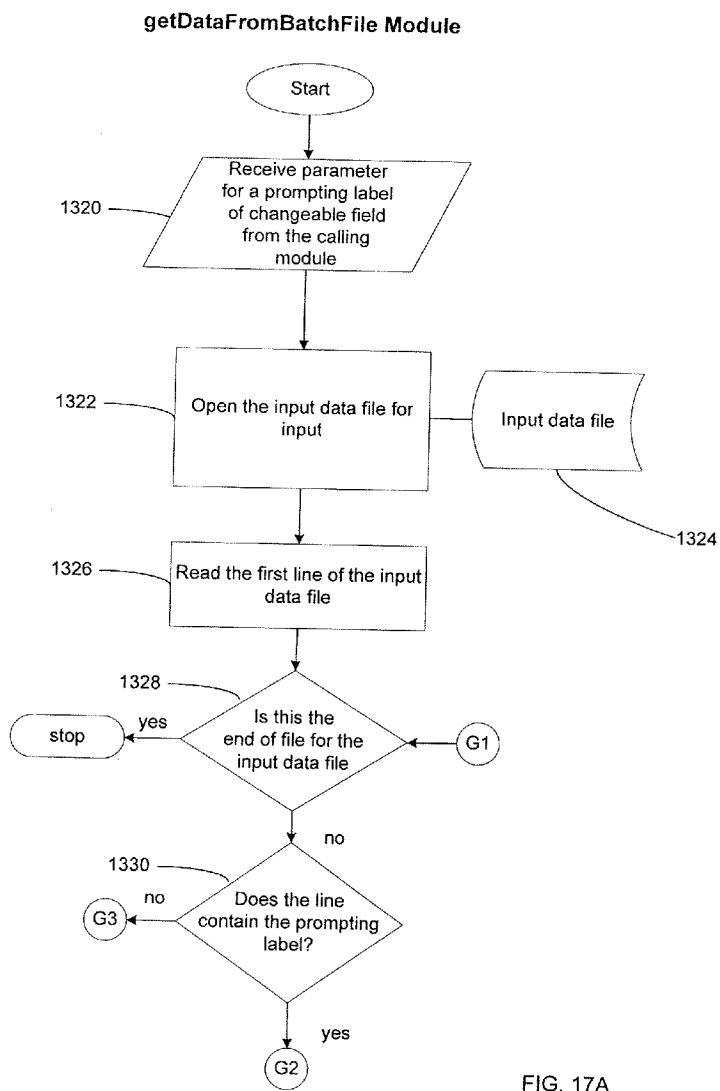 getDataFromBatchFile Module
Start
Receive parameter
for a prompting label
of changeable field
from the calling
module
1320
1322
Open the input data file for
input
Input data file
1324
1326
Read the first line of the input
data file
1328
Is this the
end of file for the
input data file
yes
stop
G1
no
1330
Does the line
contain the prompting
label?
no
G3
yes
G2
FIG. 17A